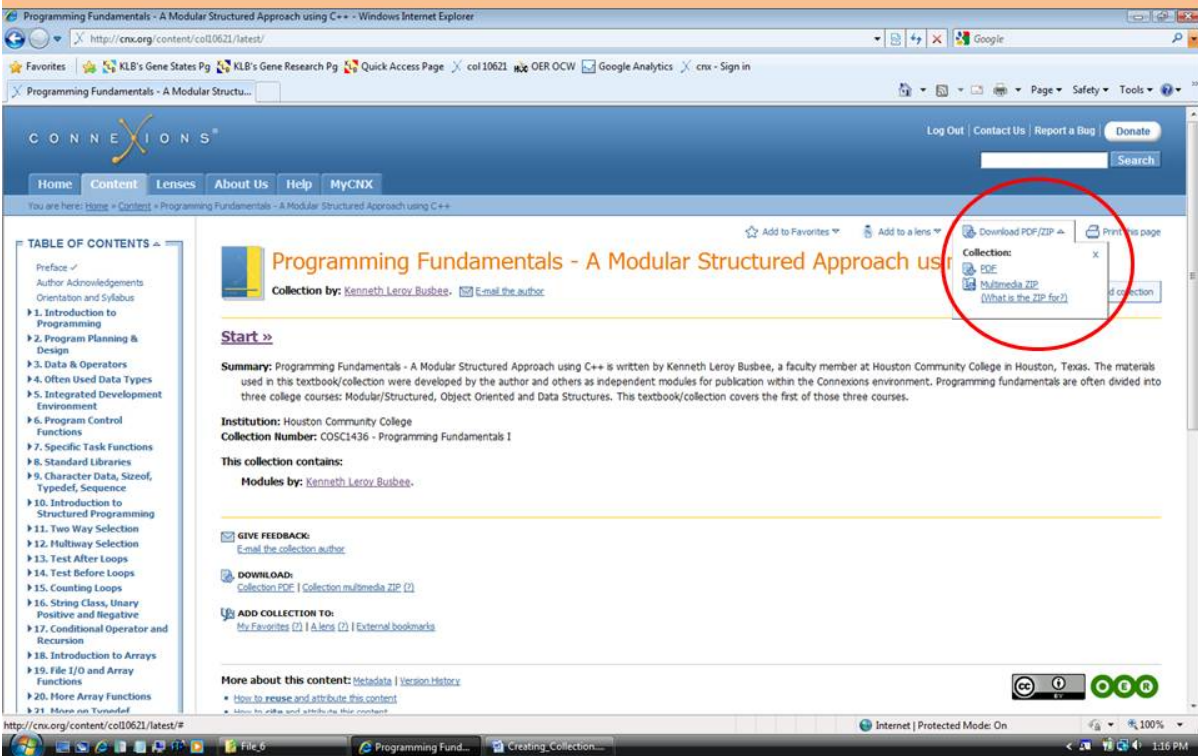 Programming Fundamentals - A Modular Structured Approach using C++ - Windows Internet Explorer
http://cnx.org/content/col10621/latest/
Google
Favorites KLB's Gene States Pg KLB's Gene Research Pg Quick Access Page col 10621 OER OCW Google Analytics cnx - Sign in
Programming Fundamentals - A Modular Structu...
Page Safety Tools
CONNEXIONS®
Log Out | Contact Us | Report a Bug | Donate
Search
Home Content Lenses About Us Help MyCNX
You are here: Home » Content » Programming Fundamentals - A Modular Structured Approach using C++
TABLE OF CONTENTS
Preface ✓
Author Acknowledgements
Orientation and Syllabus
1. Introduction to
Programming
2. Program Planning &
Design
3. Data & Operators
4. Often Used Data Types
5. Integrated Development
Environment
6. Program Control
Functions
7. Specific Task Functions
8. Standard Libraries
9. Character Data, Sizeof,
Typedef, Sequence
10. Introduction to
Structured Programming
11. Two Way Selection
12. Multiway Selection
13. Test After Loops
14. Test Before Loops
15. Counting Loops
16. String Class, Unary
Positive and Negative
17. Conditional Operator and
Recursion
18. Introduction to Arrays
19. File I/O and Array
Functions
20. More Array Functions
21. More on Typedef
Add to Favorites Add to a lens Download PDF/ZIP Print this page
Collection: x
PDF
Multimedia ZIP
(What is the ZIP for?)
Programming Fundamentals - A Modular Structured Approach usi
Collection by: Kenneth Leroy Busbee. E-mail the author
d collection
Start »
Summary: Programming Fundamentals - A Modular Structured Approach using C++ is written by Kenneth Leroy Busbee, a faculty member at Houston Community College in Houston, Texas. The materials
used in this textbook/collection were developed by the author and others as independent modules for publication within the Connexions environment. Programming fundamentals are often divided into
three college courses: Modular/Structured, Object Oriented and Data Structures. This textbook/collection covers the first of those three courses.
Institution: Houston Community College
Collection Number: COSC1436 - Programming Fundamentals I
This collection contains:
Modules by: Kenneth Leroy Busbee.
GIVE FEEDBACK:
E-mail the collection author
DOWNLOAD:
Collection PDF | Collection multimedia ZIP (?)
ADD COLLECTION TO:
My Favorites (?) | A lens (?) | External bookmarks
More about this content: Metadata | Version History
How to reuse and attribute this content
How to cite and attribute this content
cc BY OER
http://cnx.org/content/col10621/latest/#
Internet | Protected Mode: On 100%
File_6 Programming Fund... Creating_Collection.... 1:16 PM